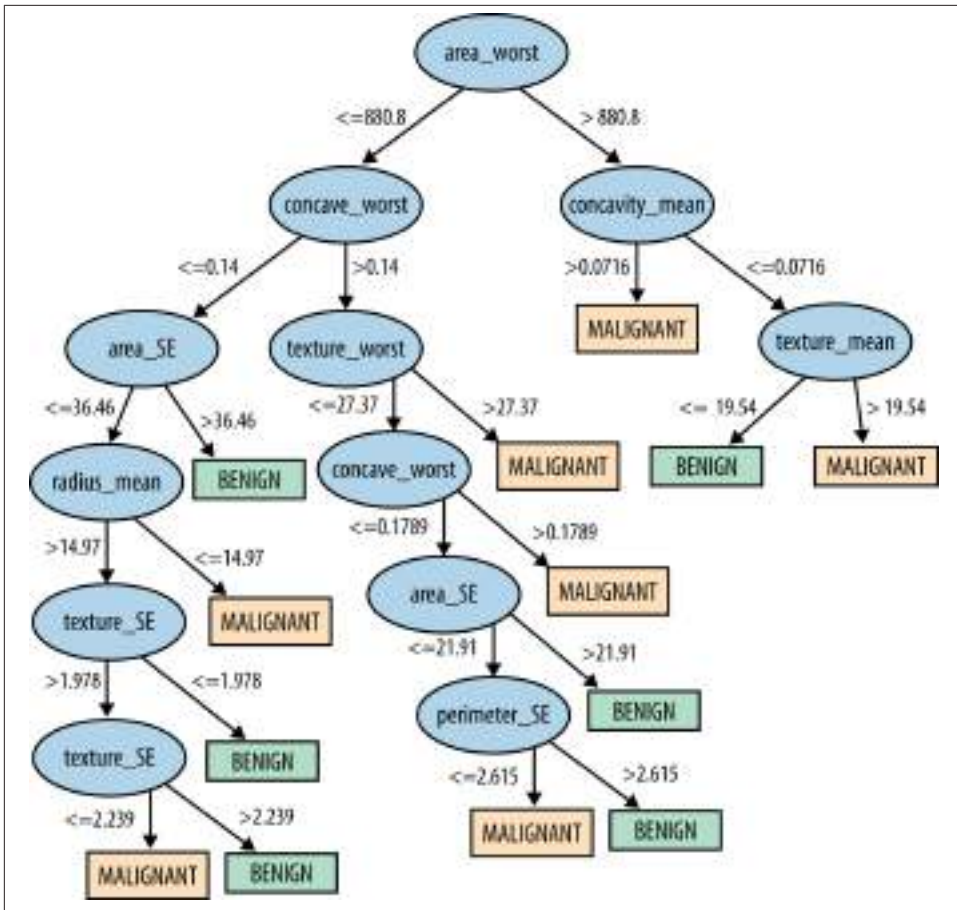 area_worst
<=880.8
> 880.8
concave_worst
concavity_mean
<=0.14
>0.14
>0.0716
<=0.0716
MALIGNANT
area_SE
texture_worst
texture_mean
<=36.46
>36.46
<=27.37
>27.37
<= 19.54
> 19.54
radius_mean
BENIGN
concave_worst
MALIGNANT
BENIGN
MALIGNANT
>14.97
<=14.97
<=0.1789
>0.1789
texture_SE
MALIGNANT
area_SE
MALIGNANT
>1.978
<=1.978
<=21.91
>21.91
texture_SE
BENIGN
perimeter_SE
BENIGN
<=2.239
>2.239
<=2.615
>2.615
MALIGNANT
BENIGN
MALIGNANT
BENIGN